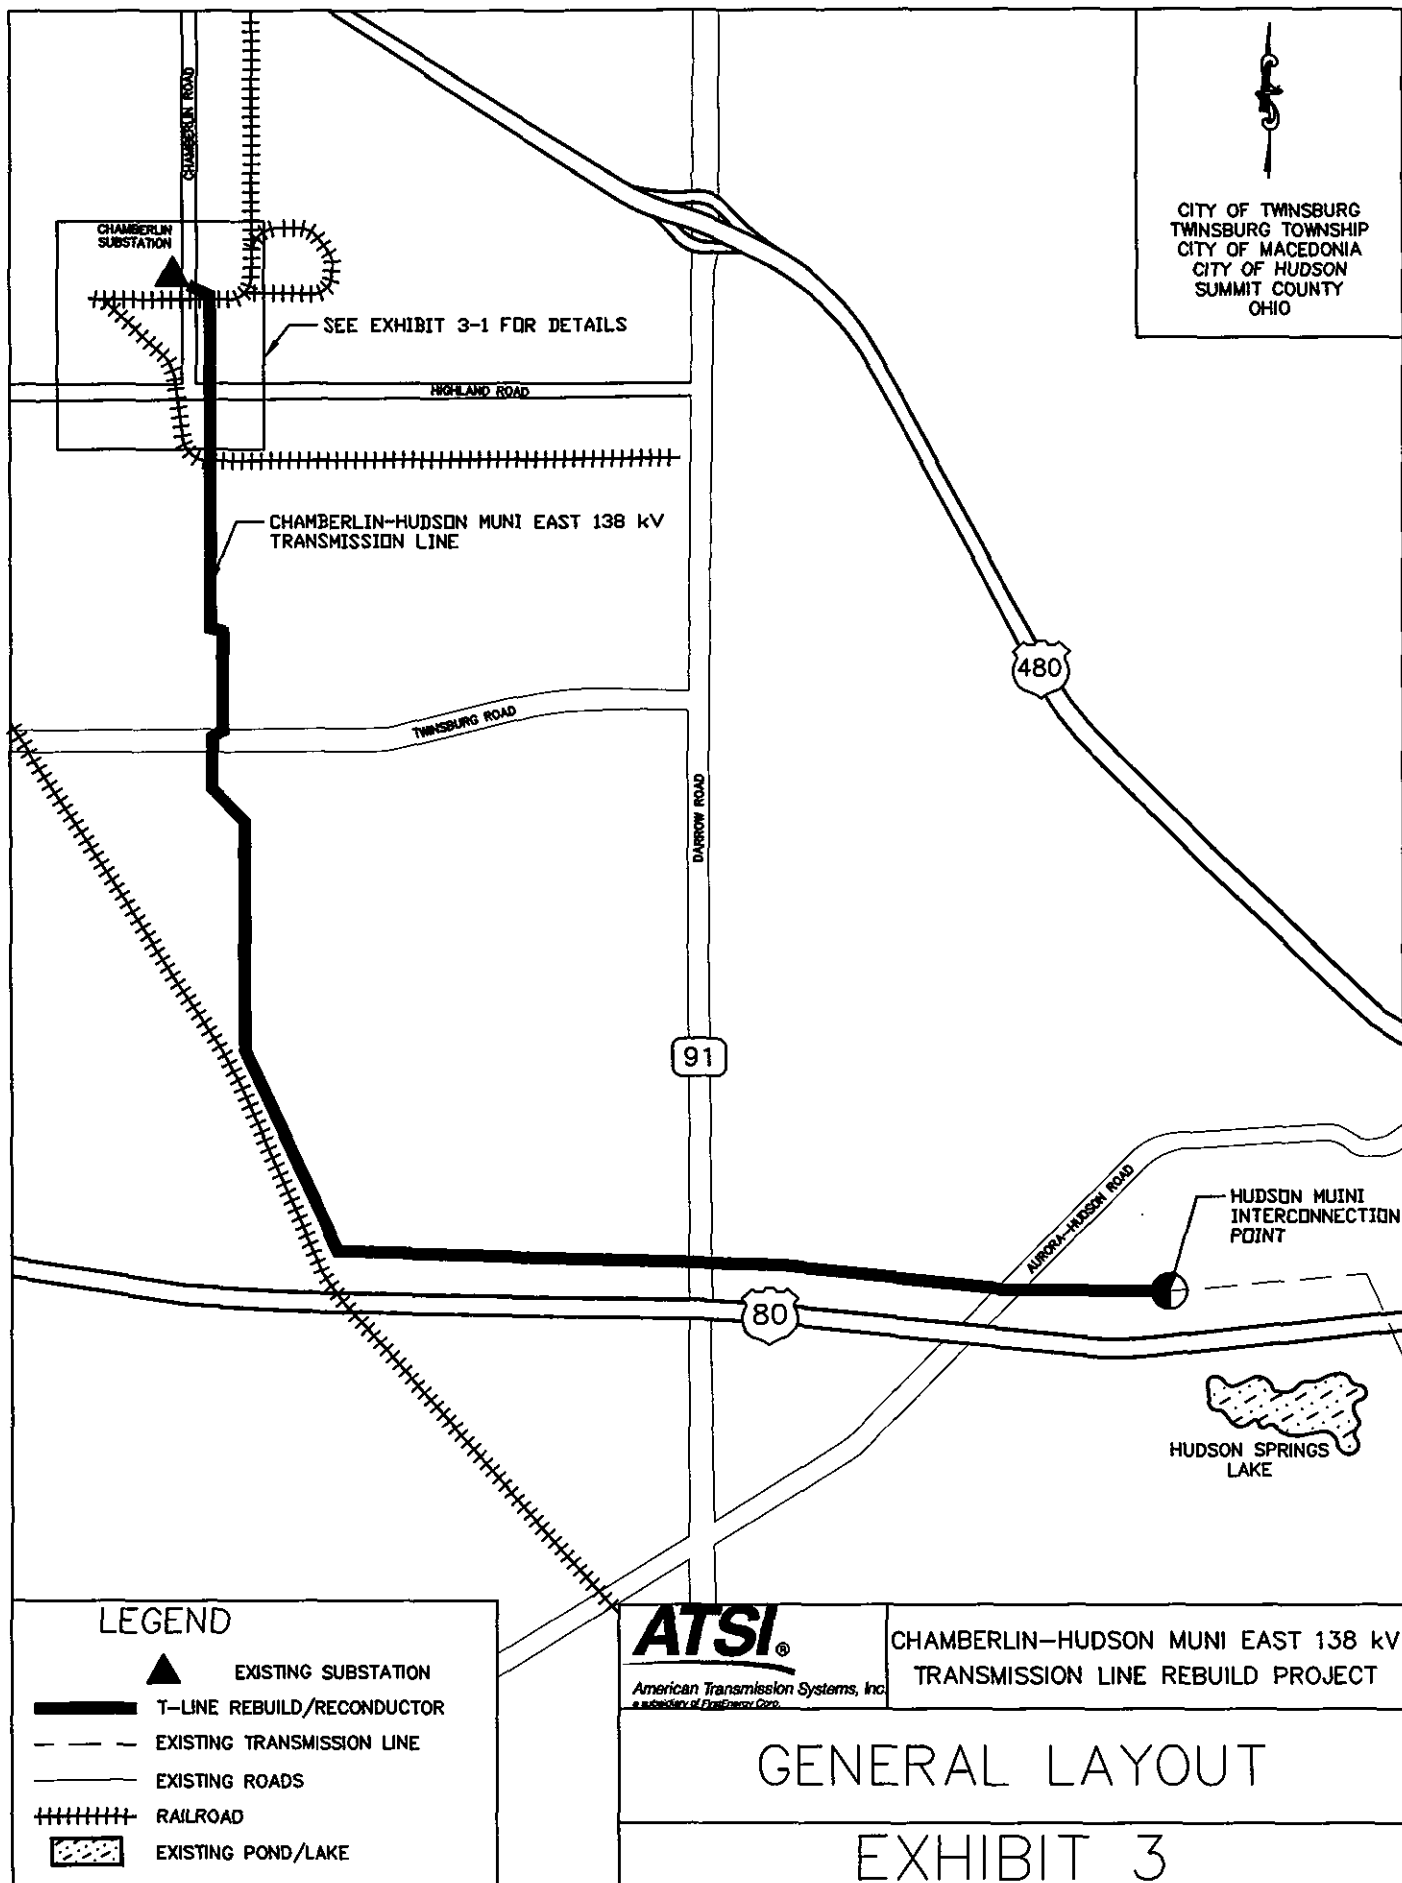 CHAMBERLIN ROAD
CITY OF TWINSBURG
TWINSBURG TOWNSHIP
CITY OF MACEDONIA
CITY OF HUDSON
SUMMIT COUNTY
OHIO
CHAMBERLIN
SUBSTATION
SEE EXHIBIT 3-1 FOR DETAILS
HIGHLAND ROAD
CHAMBERLIN-HUDSON MUNI EAST 138 kV
TRANSMISSION LINE
480
TWINSBURG ROAD
DARROW ROAD
91
AURORA-HUDSON ROAD
HUDSON MUINI
INTERCONNECTION
POINT
80
HUDSON SPRINGS
LAKE
LEGEND
EXISTING SUBSTATION
T-LINE REBUILD/RECONDUCTOR
EXISTING TRANSMISSION LINE
EXISTING ROADS
RAILROAD
EXISTING POND/LAKE
ATSI®
American Transmission Systems, Inc.
a subsidiary of FirstEnergy Corp.
CHAMBERLIN-HUDSON MUNI EAST 138 kV
TRANSMISSION LINE REBUILD PROJECT
GENERAL LAYOUT
EXHIBIT 3